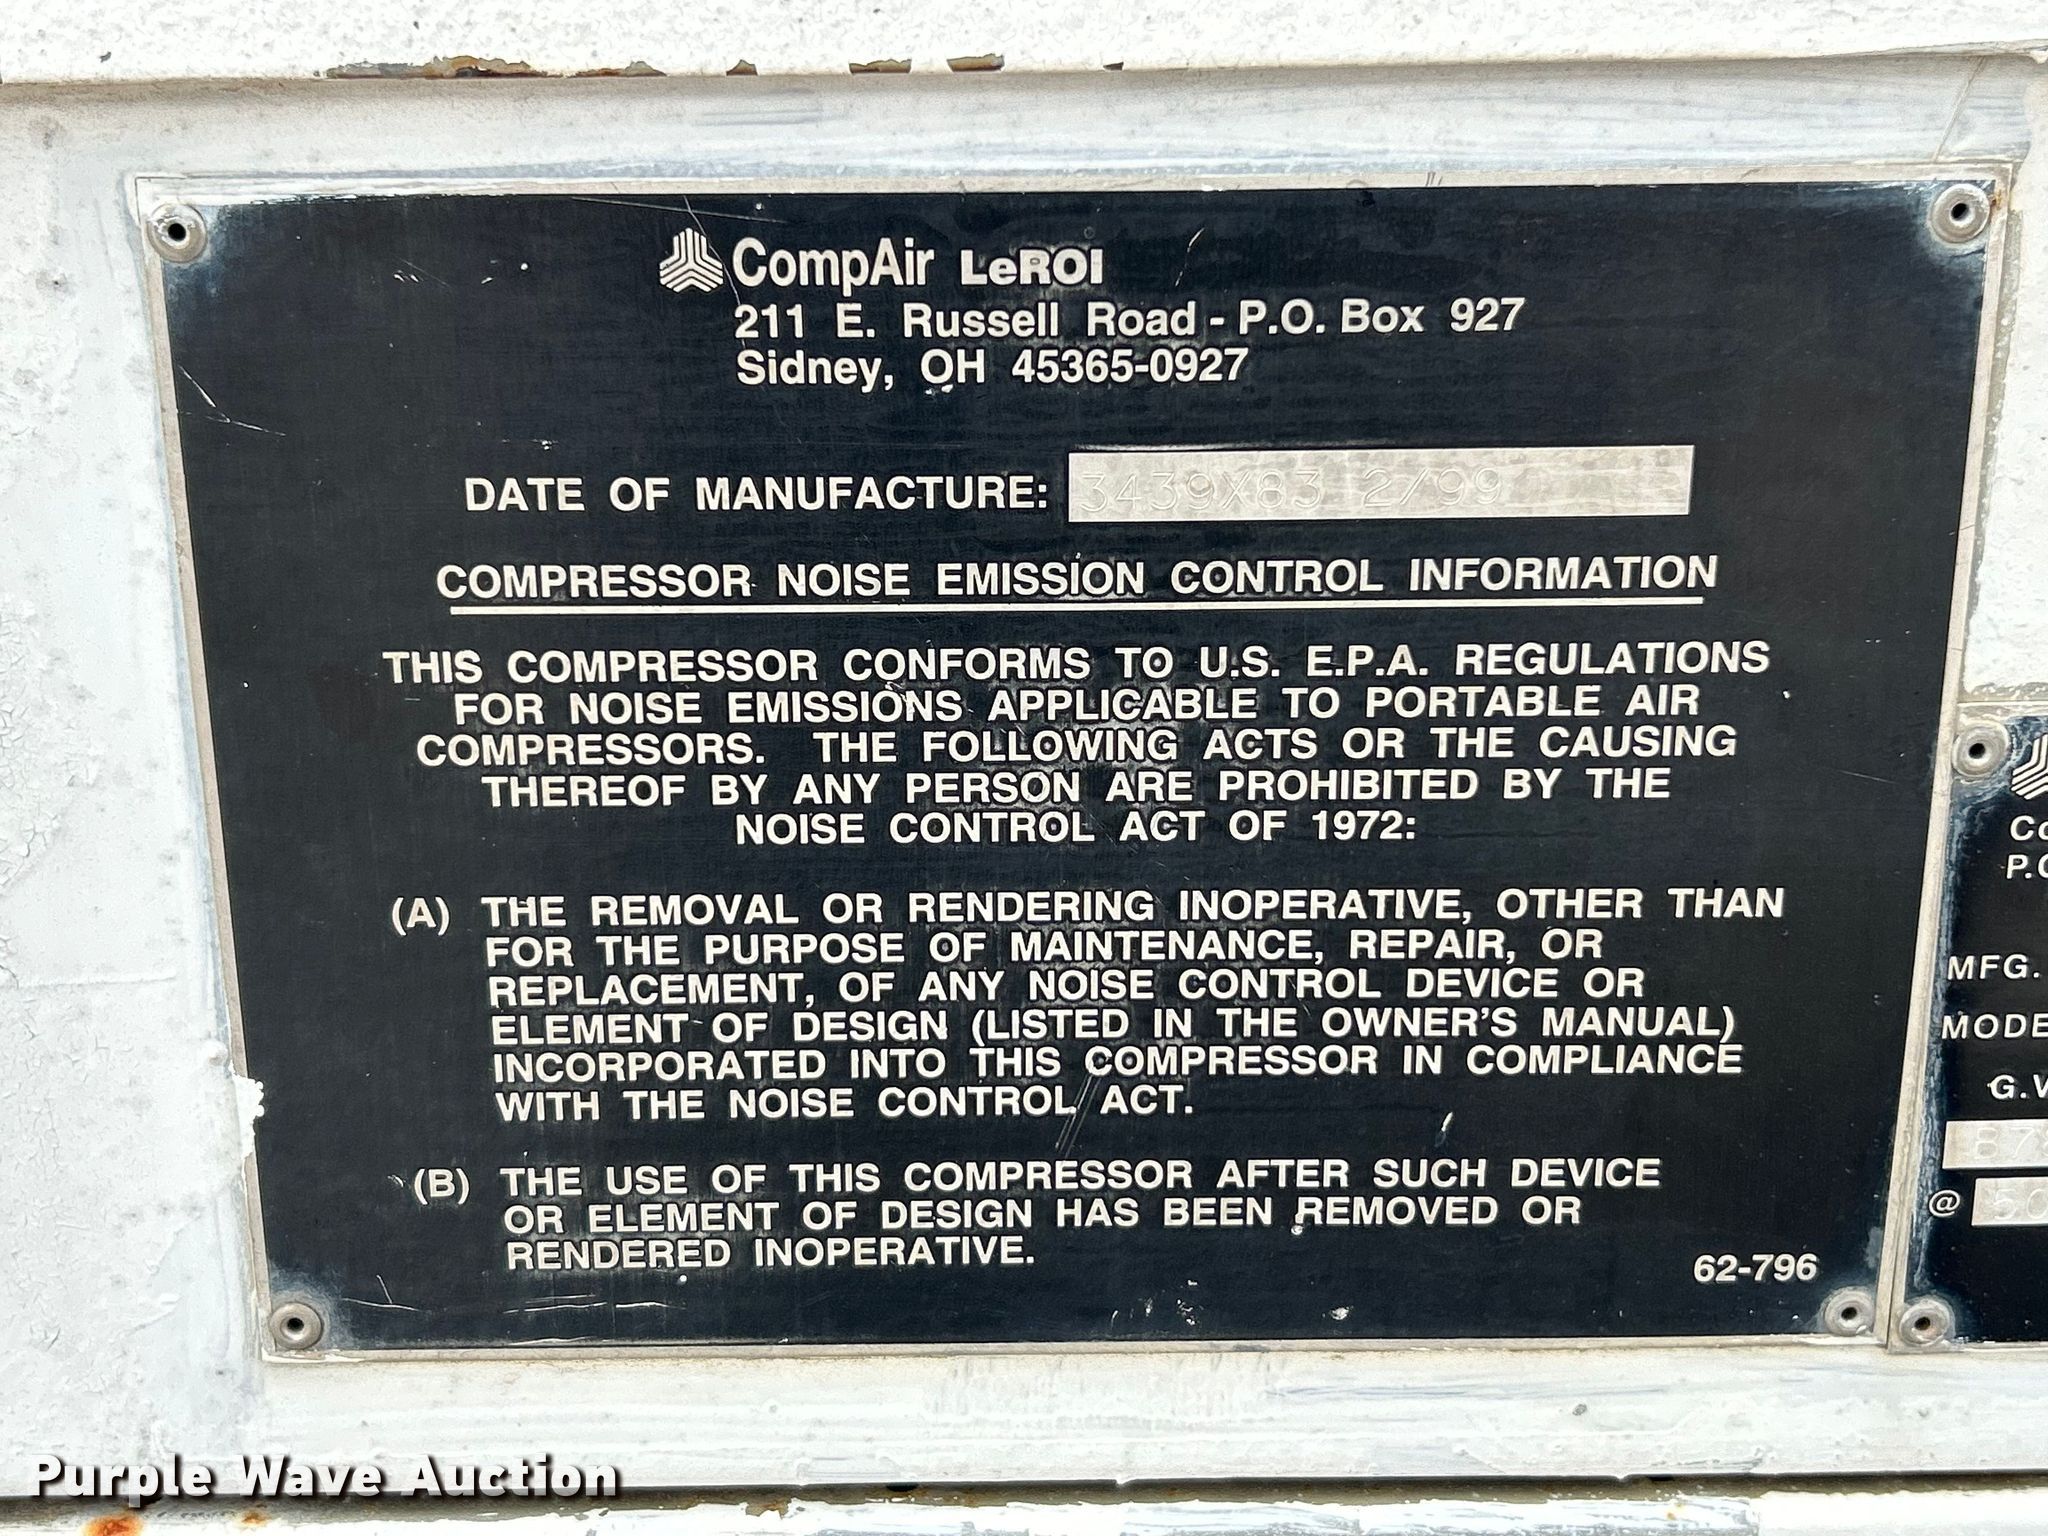 CompAir LeROI
211 E. Russell Road - P.O. Box 927
Sidney, OH 45365-0927
DATE OF MANUFACTURE: 3439X83 2/99
COMPRESSOR NOISE EMISSION CONTROL INFORMATION
THIS COMPRESSOR CONFORMS TO U.S. E.P.A. REGULATIONS
FOR NOISE EMISSIONS APPLICABLE TO PORTABLE AIR
COMPRESSORS. THE FOLLOWING ACTS OR THE CAUSING
THEREOF BY ANY PERSON ARE PROHIBITED BY THE
NOISE CONTROL ACT OF 1972:
(A) THE REMOVAL OR RENDERING INOPERATIVE, OTHER THAN
FOR THE PURPOSE OF MAINTENANCE, REPAIR, OR
REPLACEMENT, OF ANY NOISE CONTROL DEVICE OR
ELEMENT OF DESIGN (LISTED IN THE OWNER'S MANUAL)
INCORPORATED INTO THIS COMPRESSOR IN COMPLIANCE
WITH THE NOISE CONTROL ACT.
(B) THE USE OF THIS COMPRESSOR AFTER SUCH DEVICE
OR ELEMENT OF DESIGN HAS BEEN REMOVED OR
RENDERED INOPERATIVE.
62-796
MFG.
@
Purple Wave Auction